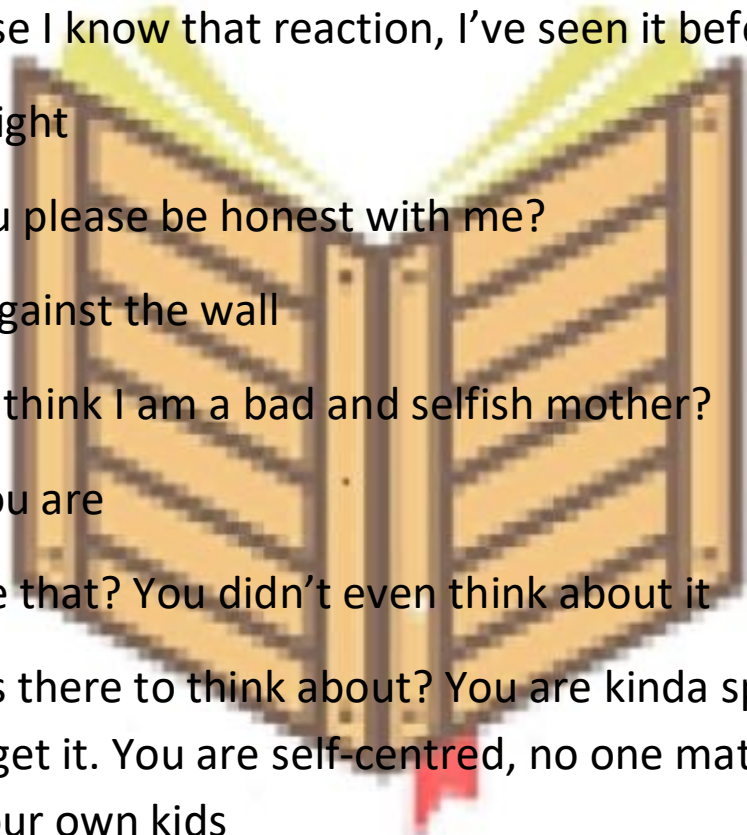 se I know that reaction, I've seen it befo
ight
u please be honest with me?
gainst the wall
think I am a bad and selfish mother?
ou are
e that? You didn't even think about it
s there to think about? You are kinda sp
get it. You are self-centred, no one mat
our own kids